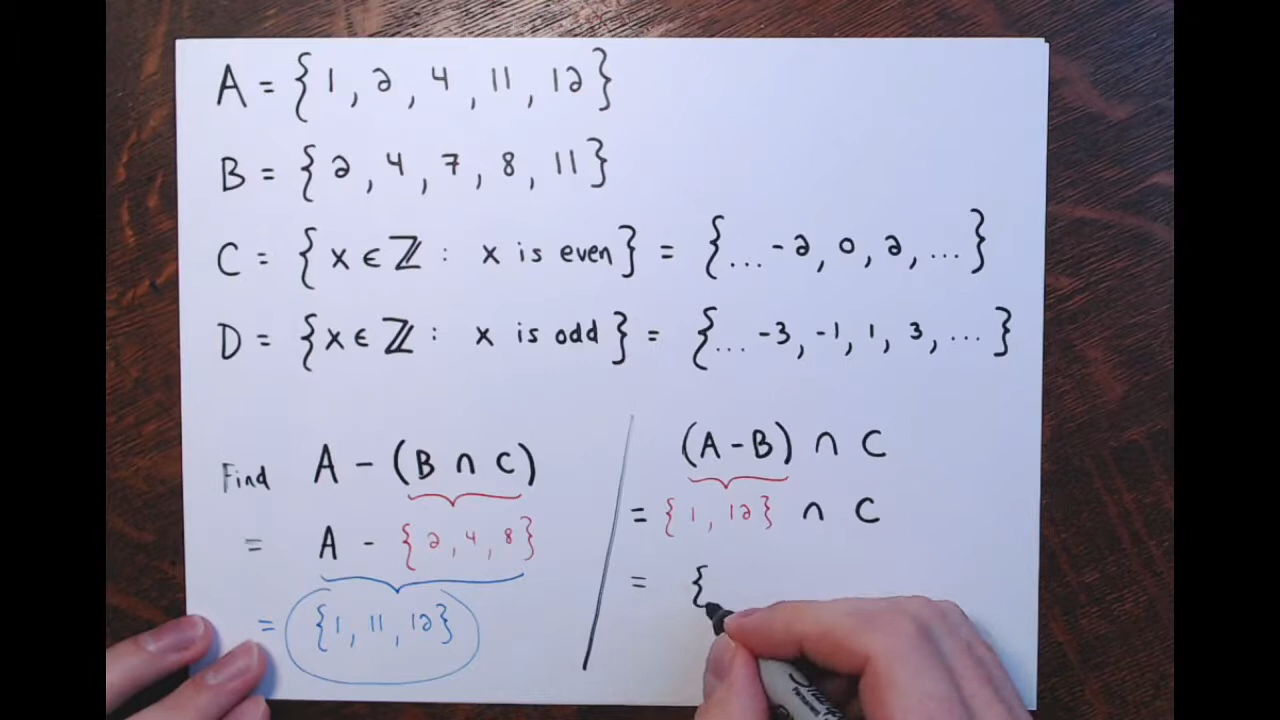 A = {1, 2, 4, 11, 12}
B = {2, 4, 7, 8, 11}
C = {x ∈ ℤ : x is even} = {... -2, 0, 2, ...}
D = {x ∈ ℤ : x is odd} = {... -3, -1, 1, 3, ...}
Find A - (B ∩ C)
= A - {2, 4, 8}
= {1, 11, 12}
(A - B) ∩ C
= {1, 12} ∩ C
= {